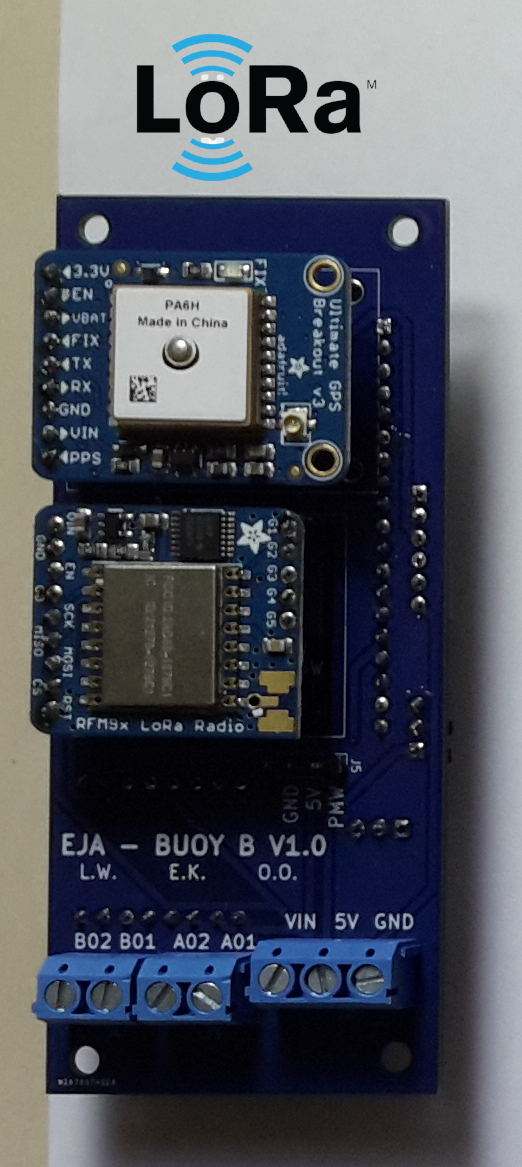 LoRa
M
3.3V
EN
VBAT
FIX
TX
RX
GND
VIN
PPS
FIX
PA6H
Made in China
Ultimate GPS
Breakout v3
adafruit!
G1 G2 G3 G4 G5
GND
EN
G0
SCK
MISO
MOSI
CS
RST
RFM9x LoRa Radio
J5
GND
5V
PMW
EJA - BUOY B V1.0
L.W. E.K. O.O.
VIN 5V GND
B02 B01 A02 A01